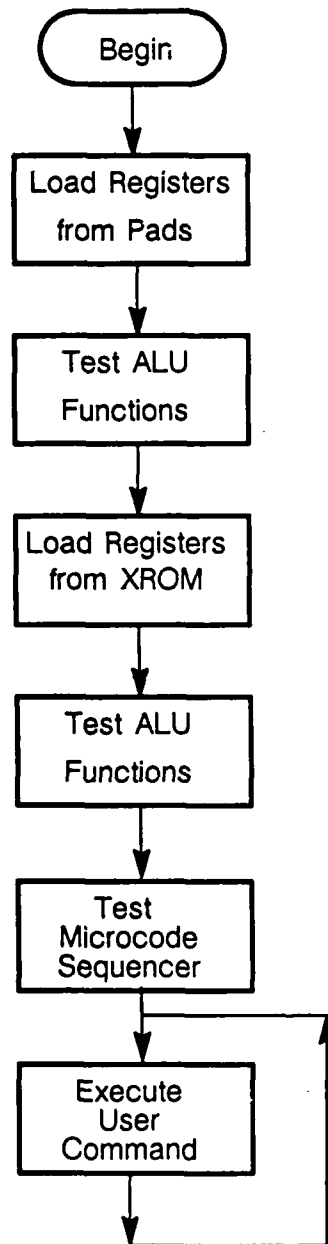 Begin
Load Registers
from Pads
Test ALU
Functions
Load Registers
from XROM
Test ALU
Functions
Test
Microcode
Sequencer
Execute
User
Command